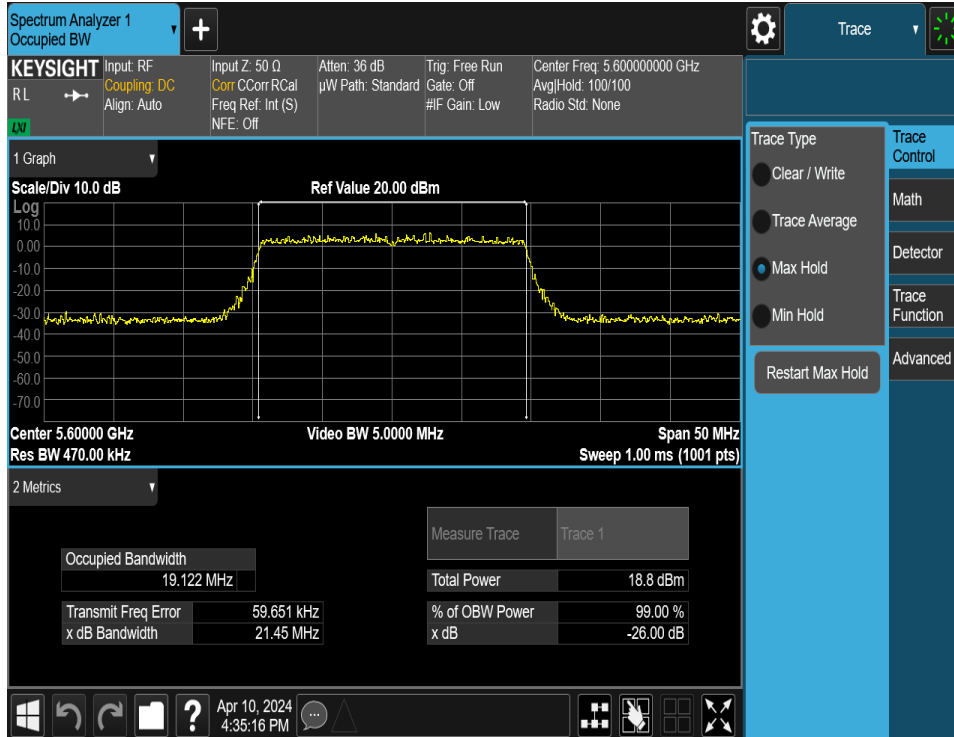 Spectrum Analyzer 1
Occupied BW
+
Trace
KEYSIGHT
R L
LXI
Input: RF
Coupling: DC
Align: Auto
Input Z: 50 Ω
Corr CCorr RCal
Freq Ref: Int (S)
NFE: Off
Atten: 36 dB
µW Path: Standard
Trig: Free Run
Gate: Off
#IF Gain: Low
Center Freq: 5.600000000 GHz
Avg|Hold: 100/100
Radio Std: None
1 Graph
Scale/Div 10.0 dB
Ref Value 20.00 dBm
Log
10.0
0.00
-10.0
-20.0
-30.0
-40.0
-50.0
-60.0
-70.0
Center 5.60000 GHz
Video BW 5.0000 MHz
Span 50 MHz
Res BW 470.00 kHz
Sweep 1.00 ms (1001 pts)
2 Metrics
Measure Trace
Trace 1
Occupied Bandwidth
19.122 MHz
Total Power
18.8 dBm
Transmit Freq Error
59.651 kHz
% of OBW Power
99.00 %
x dB Bandwidth
21.45 MHz
x dB
-26.00 dB
Trace Type
Clear / Write
Trace Average
Max Hold
Min Hold
Restart Max Hold
Trace
Control
Math
Detector
Trace
Function
Advanced
?
Apr 10, 2024
4:35:16 PM